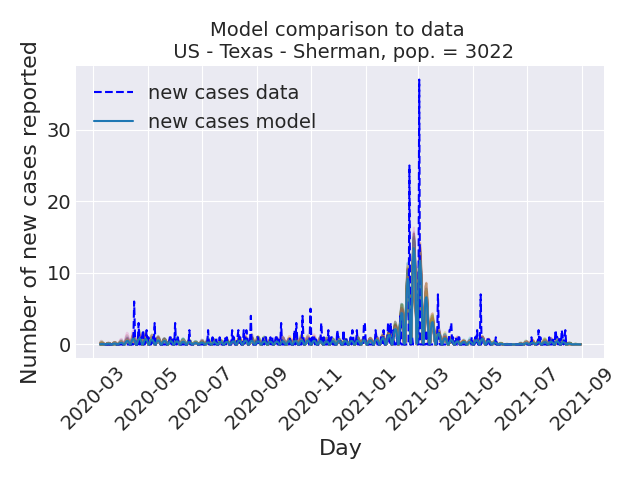 Model comparison to data
US - Texas - Sherman, pop. = 3022
new cases data
new cases model
Number of new cases reported
30
20
10
0
2020-03
2020-05
2020-07
2020-09
2020-11
2021-01
2021-03
2021-05
2021-07
2021-09
Day